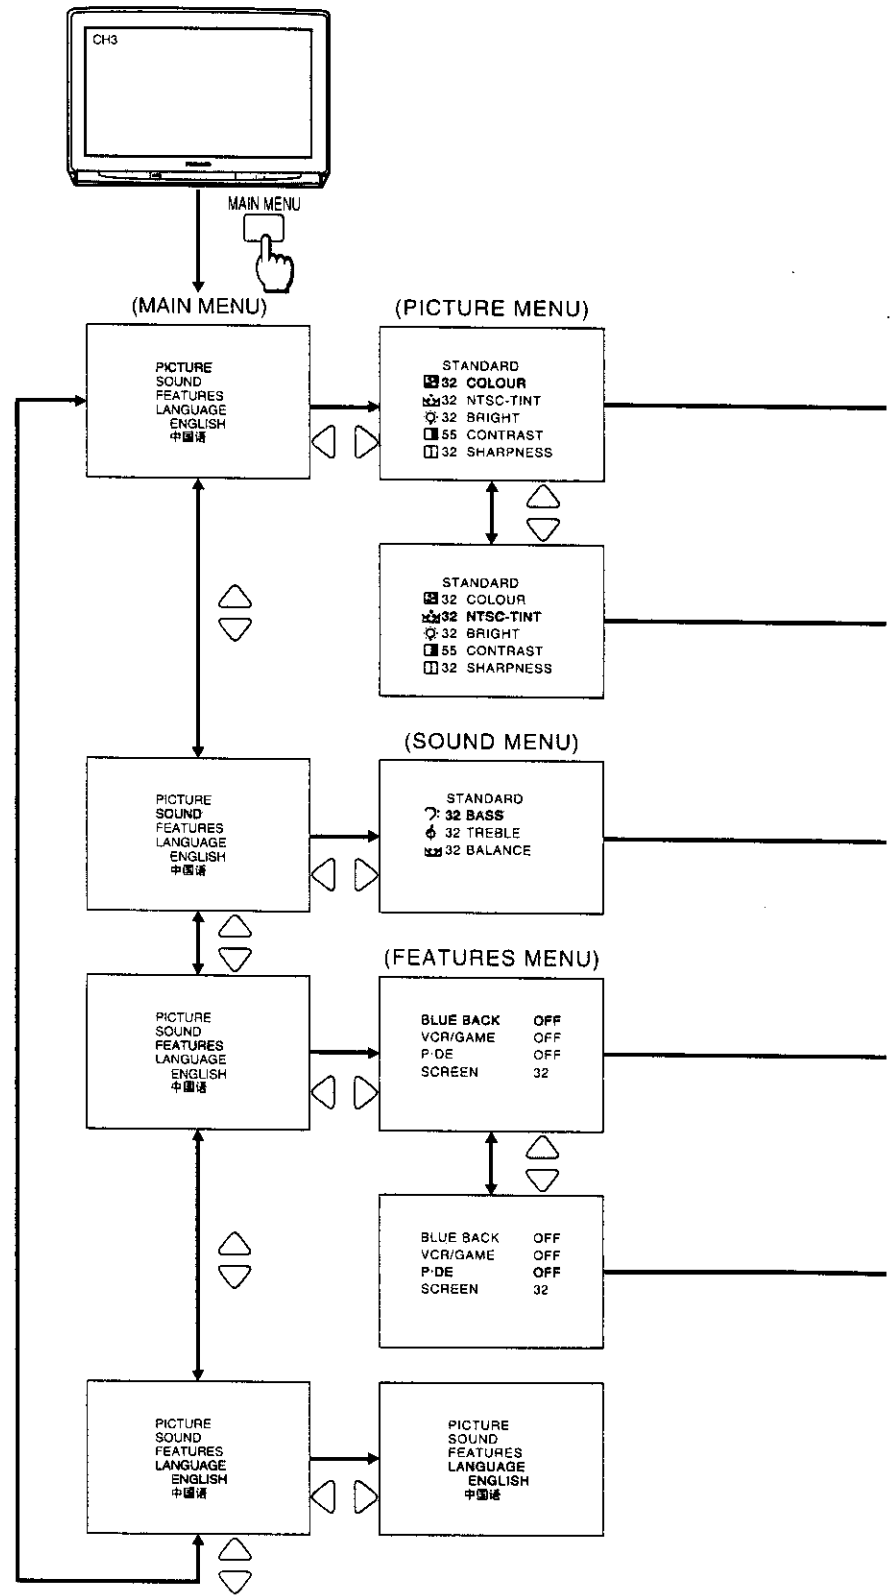 CH3
MAIN MENU
(MAIN MENU)
PICTURE
SOUND
FEATURES
LANGUAGE
ENGLISH
中国语
(PICTURE MENU)
STANDARD
32 COLOUR
32 NTSC-TINT
32 BRIGHT
55 CONTRAST
32 SHARPNESS
STANDARD
32 COLOUR
32 NTSC-TINT
32 BRIGHT
55 CONTRAST
32 SHARPNESS
PICTURE
SOUND
FEATURES
LANGUAGE
ENGLISH
中国语
(SOUND MENU)
STANDARD
32 BASS
32 TREBLE
32 BALANCE
PICTURE
SOUND
FEATURES
LANGUAGE
ENGLISH
中国语
(FEATURES MENU)
BLUE BACK OFF
VCR/GAME OFF
P·DE OFF
SCREEN 32
BLUE BACK OFF
VCR/GAME OFF
P·DE OFF
SCREEN 32
PICTURE
SOUND
FEATURES
LANGUAGE
ENGLISH
中国语
PICTURE
SOUND
FEATURES
LANGUAGE
ENGLISH
中国语